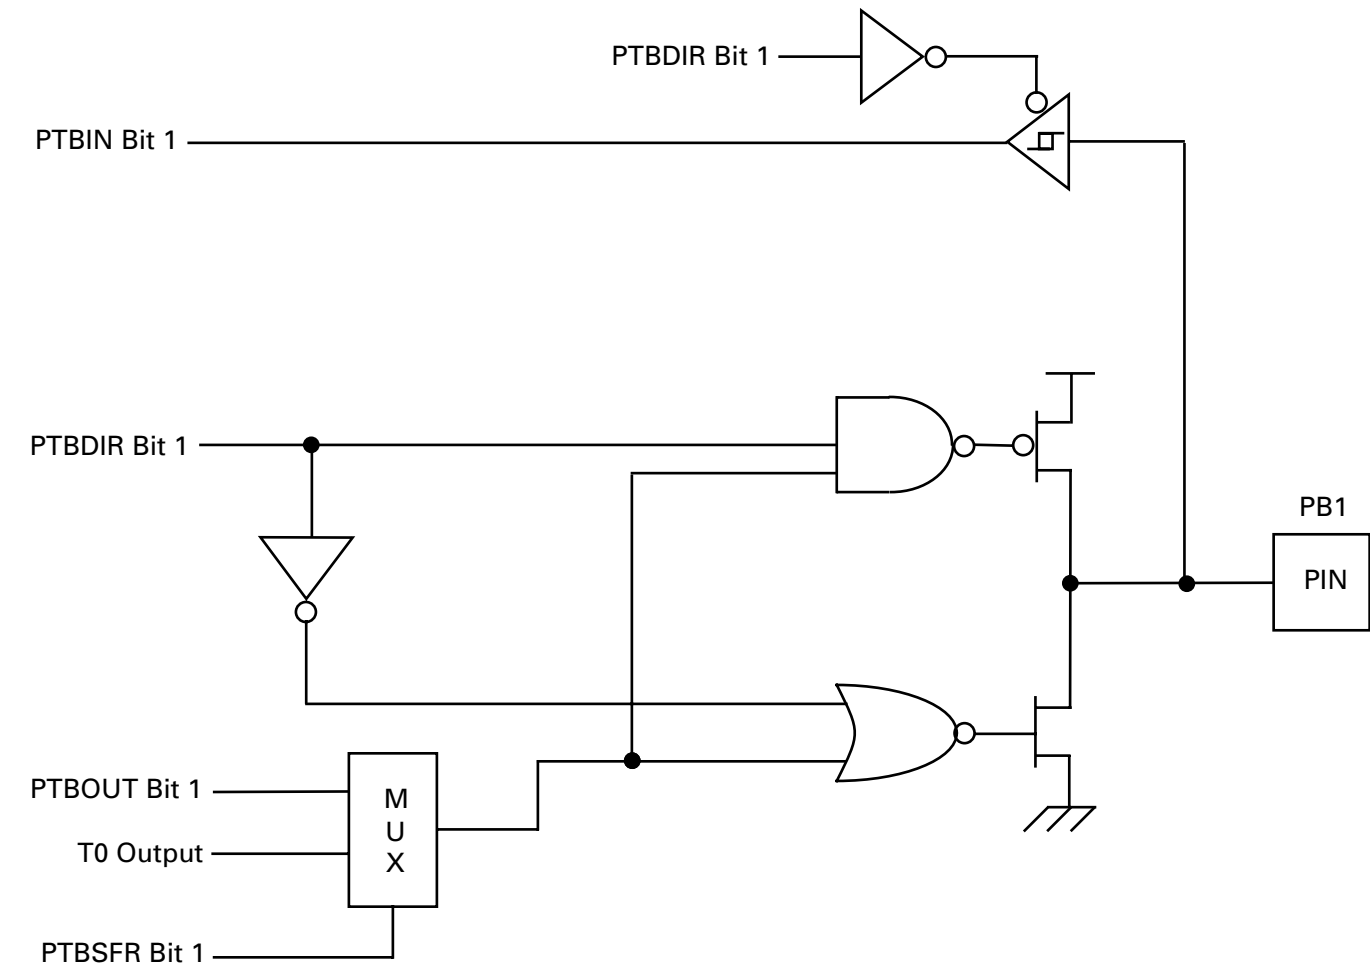 PTBDIR Bit 1
PTBIN Bit 1
PTBDIR Bit 1
PB1
PIN
PTBOUT Bit 1
M
U
X
T0 Output
PTBSFR Bit 1